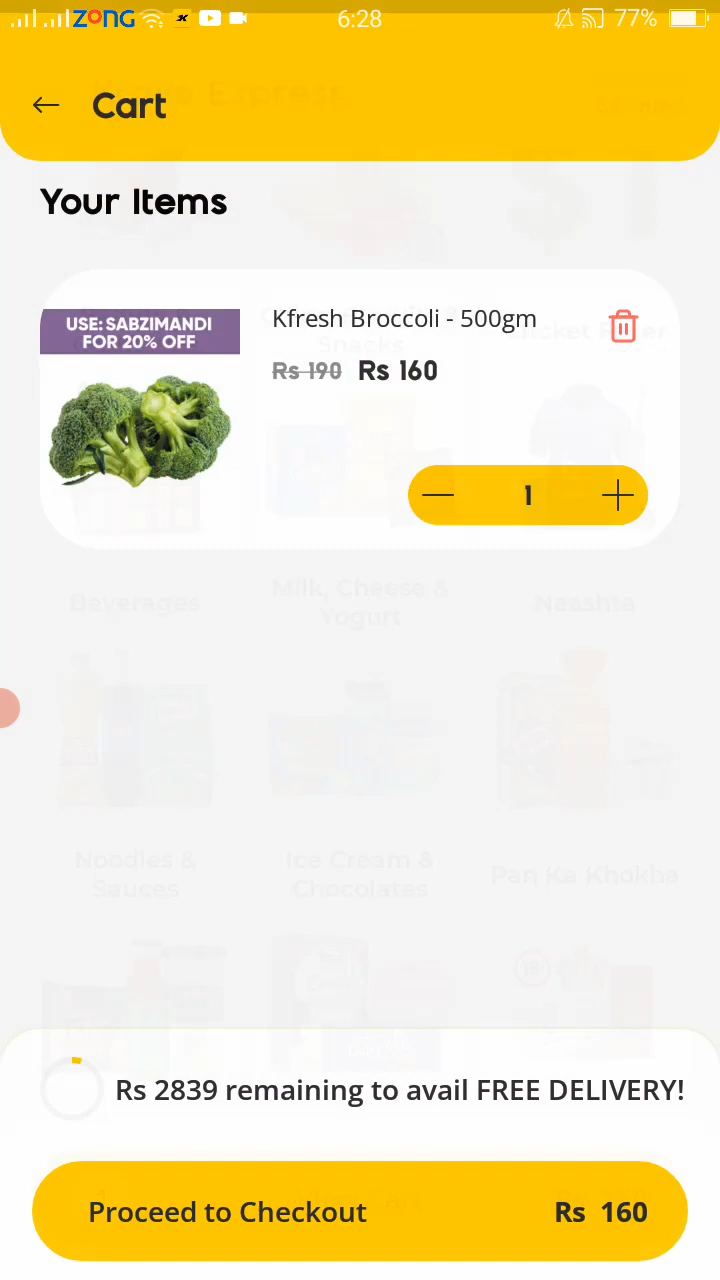 ZONG 6:28 77%
Cart
Your Items
USE: SABZIMANDI
FOR 20% OFF
Kfresh Broccoli - 500gm
Rs 190 Rs 160
1
Beverages
Milk, Cheese &
Yogurt
Naashta
Noodles &
Sauces
Ice Cream &
Chocolates
Pan Ka Khokha
Rs 2839 remaining to avail FREE DELIVERY!
Proceed to Checkout Rs 160